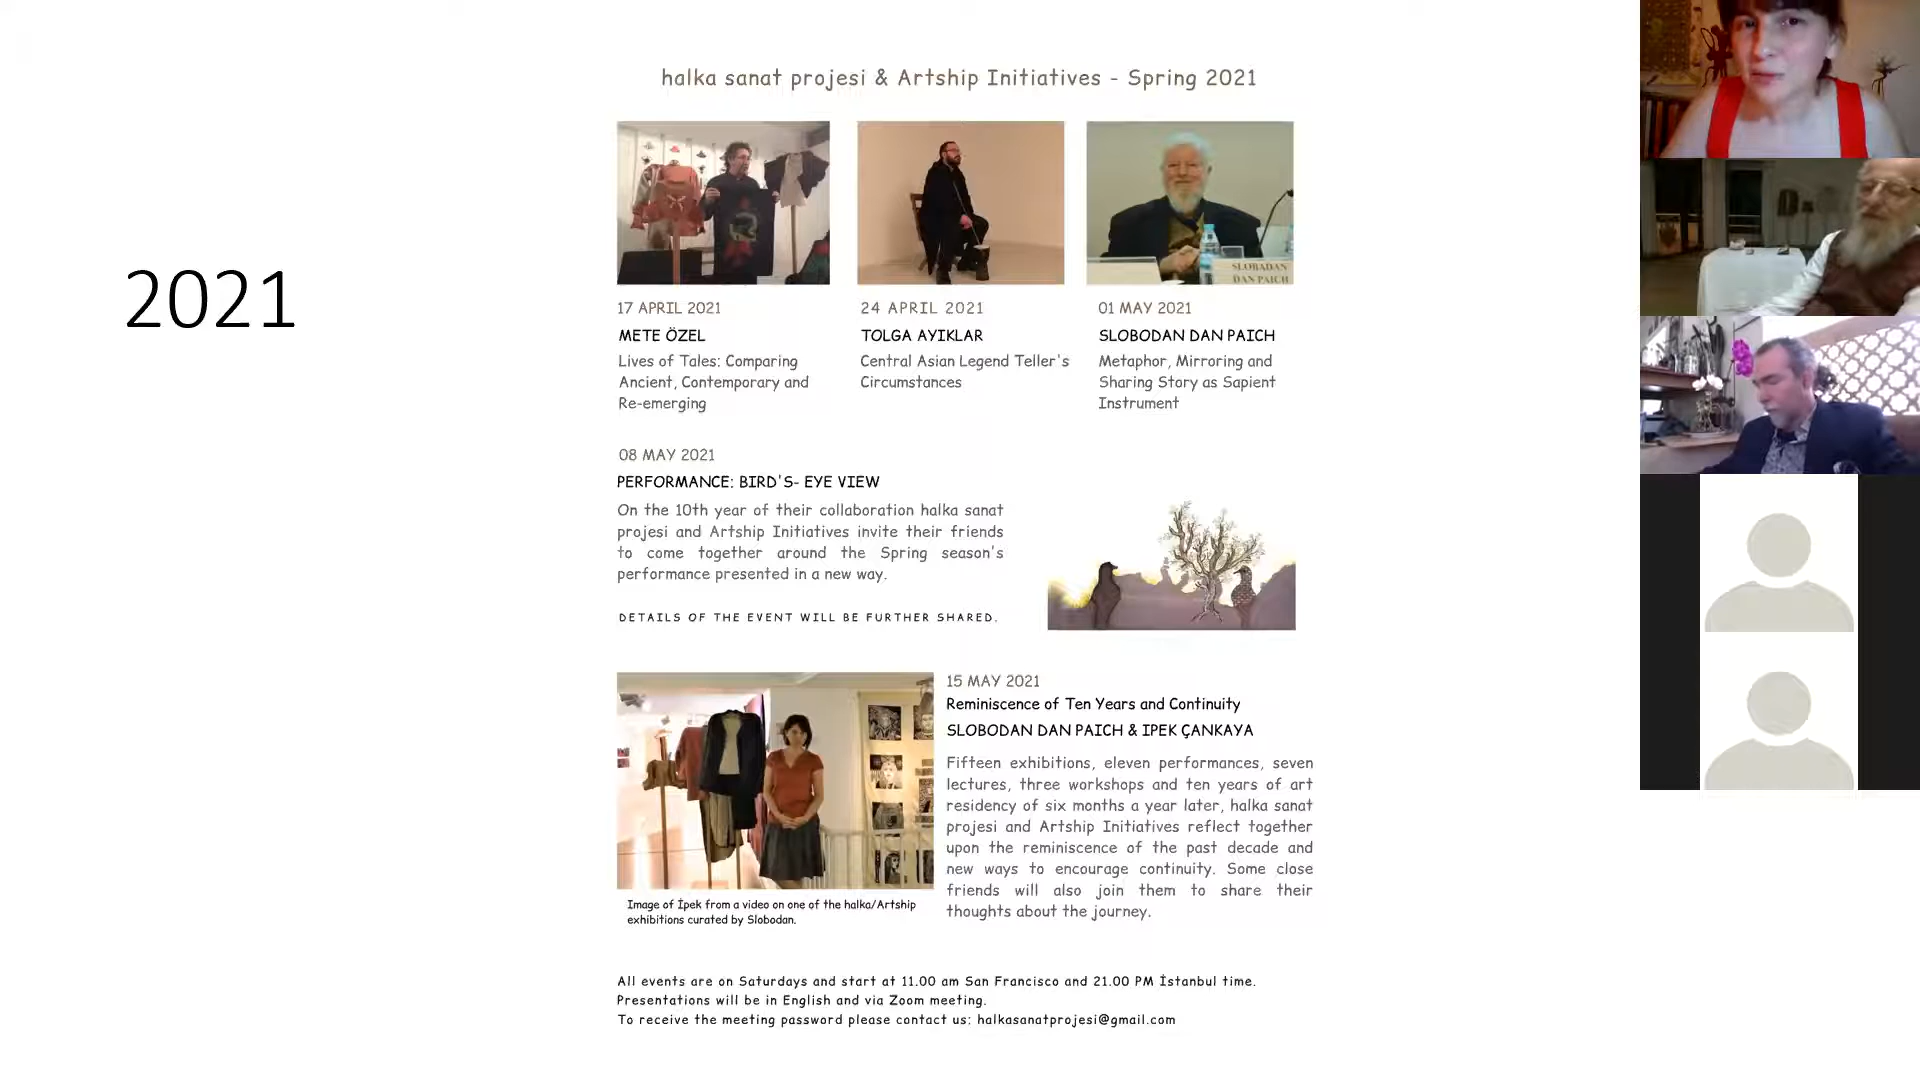 halka sanat projesi & Artship Initiatives - Spring 2021
2021
SLOBADAN
DAN PAICH
17 APRIL 2021
METE ÖZEL
Lives of Tales: Comparing
Ancient, Contemporary and
Re-emerging
24 APRIL 2021
TOLGA AYIKLAR
Central Asian Legend Teller's
Circumstances
01 MAY 2021
SLOBODAN DAN PAICH
Metaphor, Mirroring and
Sharing Story as Sapient
Instrument
08 MAY 2021
PERFORMANCE: BIRD'S- EYE VIEW
On the 10th year of their collaboration halka sanat
projesi and Artship Initiatives invite their friends
to come together around the Spring season's
performance presented in a new way.
DETAILS OF THE EVENT WILL BE FURTHER SHARED.
15 MAY 2021
Reminiscence of Ten Years and Continuity
SLOBODAN DAN PAICH & IPEK ÇANKAYA
Fifteen exhibitions, eleven performances, seven
lectures, three workshops and ten years of art
residency of six months a year later, halka sanat
projesi and Artship Initiatives reflect together
upon the reminiscence of the past decade and
new ways to encourage continuity. Some close
friends will also join them to share their
thoughts about the journey.
Image of İpek from a video on one of the halka/Artship
exhibitions curated by Slobodan.
All events are on Saturdays and start at 11.00 am San Francisco and 21.00 PM İstanbul time.
Presentations will be in English and via Zoom meeting.
To receive the meeting password please contact us: halkasanatprojesi@gmail.com